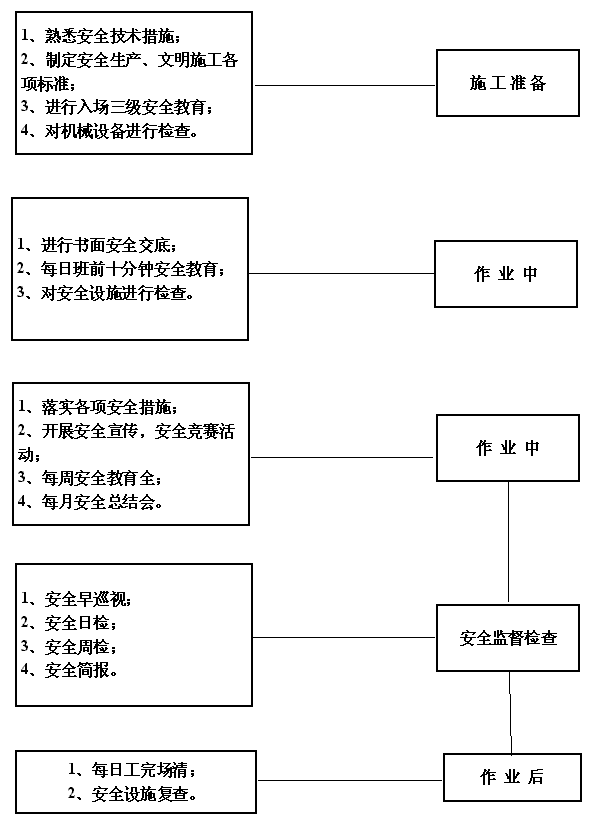 1、熟悉安全技术措施；
2、制定安全生产、文明施工各
项标准；
3、进行入场三级安全教育；
4、对机械设备进行检查。
施工准备
1、进行书面安全交底；
2、每日班前十分钟安全教育；
3、对安全设施进行检查。
作 业 中
1、落实各项安全措施；
2、开展安全宣传，安全竞赛活
动；
3、每周安全教育全；
4、每月安全总结会。
作 业 中
1、安全早巡视；
2、安全日检；
3、安全周检；
4、安全简报。
安全监督检查
1、每日工完场清；
2、安全设施复查。
作 业 后